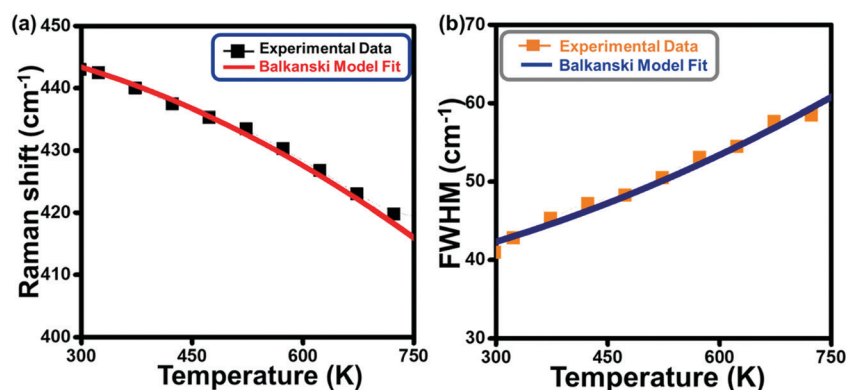 (a)
450
440
430
420
410
400
Raman shift (cm-1)
Experimental Data
Balkanski Model Fit
300 450 600 750
Temperature (K)
(b)
70
60
50
40
30
FWHM (cm-1)
Experimental Data
Balkanski Model Fit
300 450 600 750
Temperature (K)